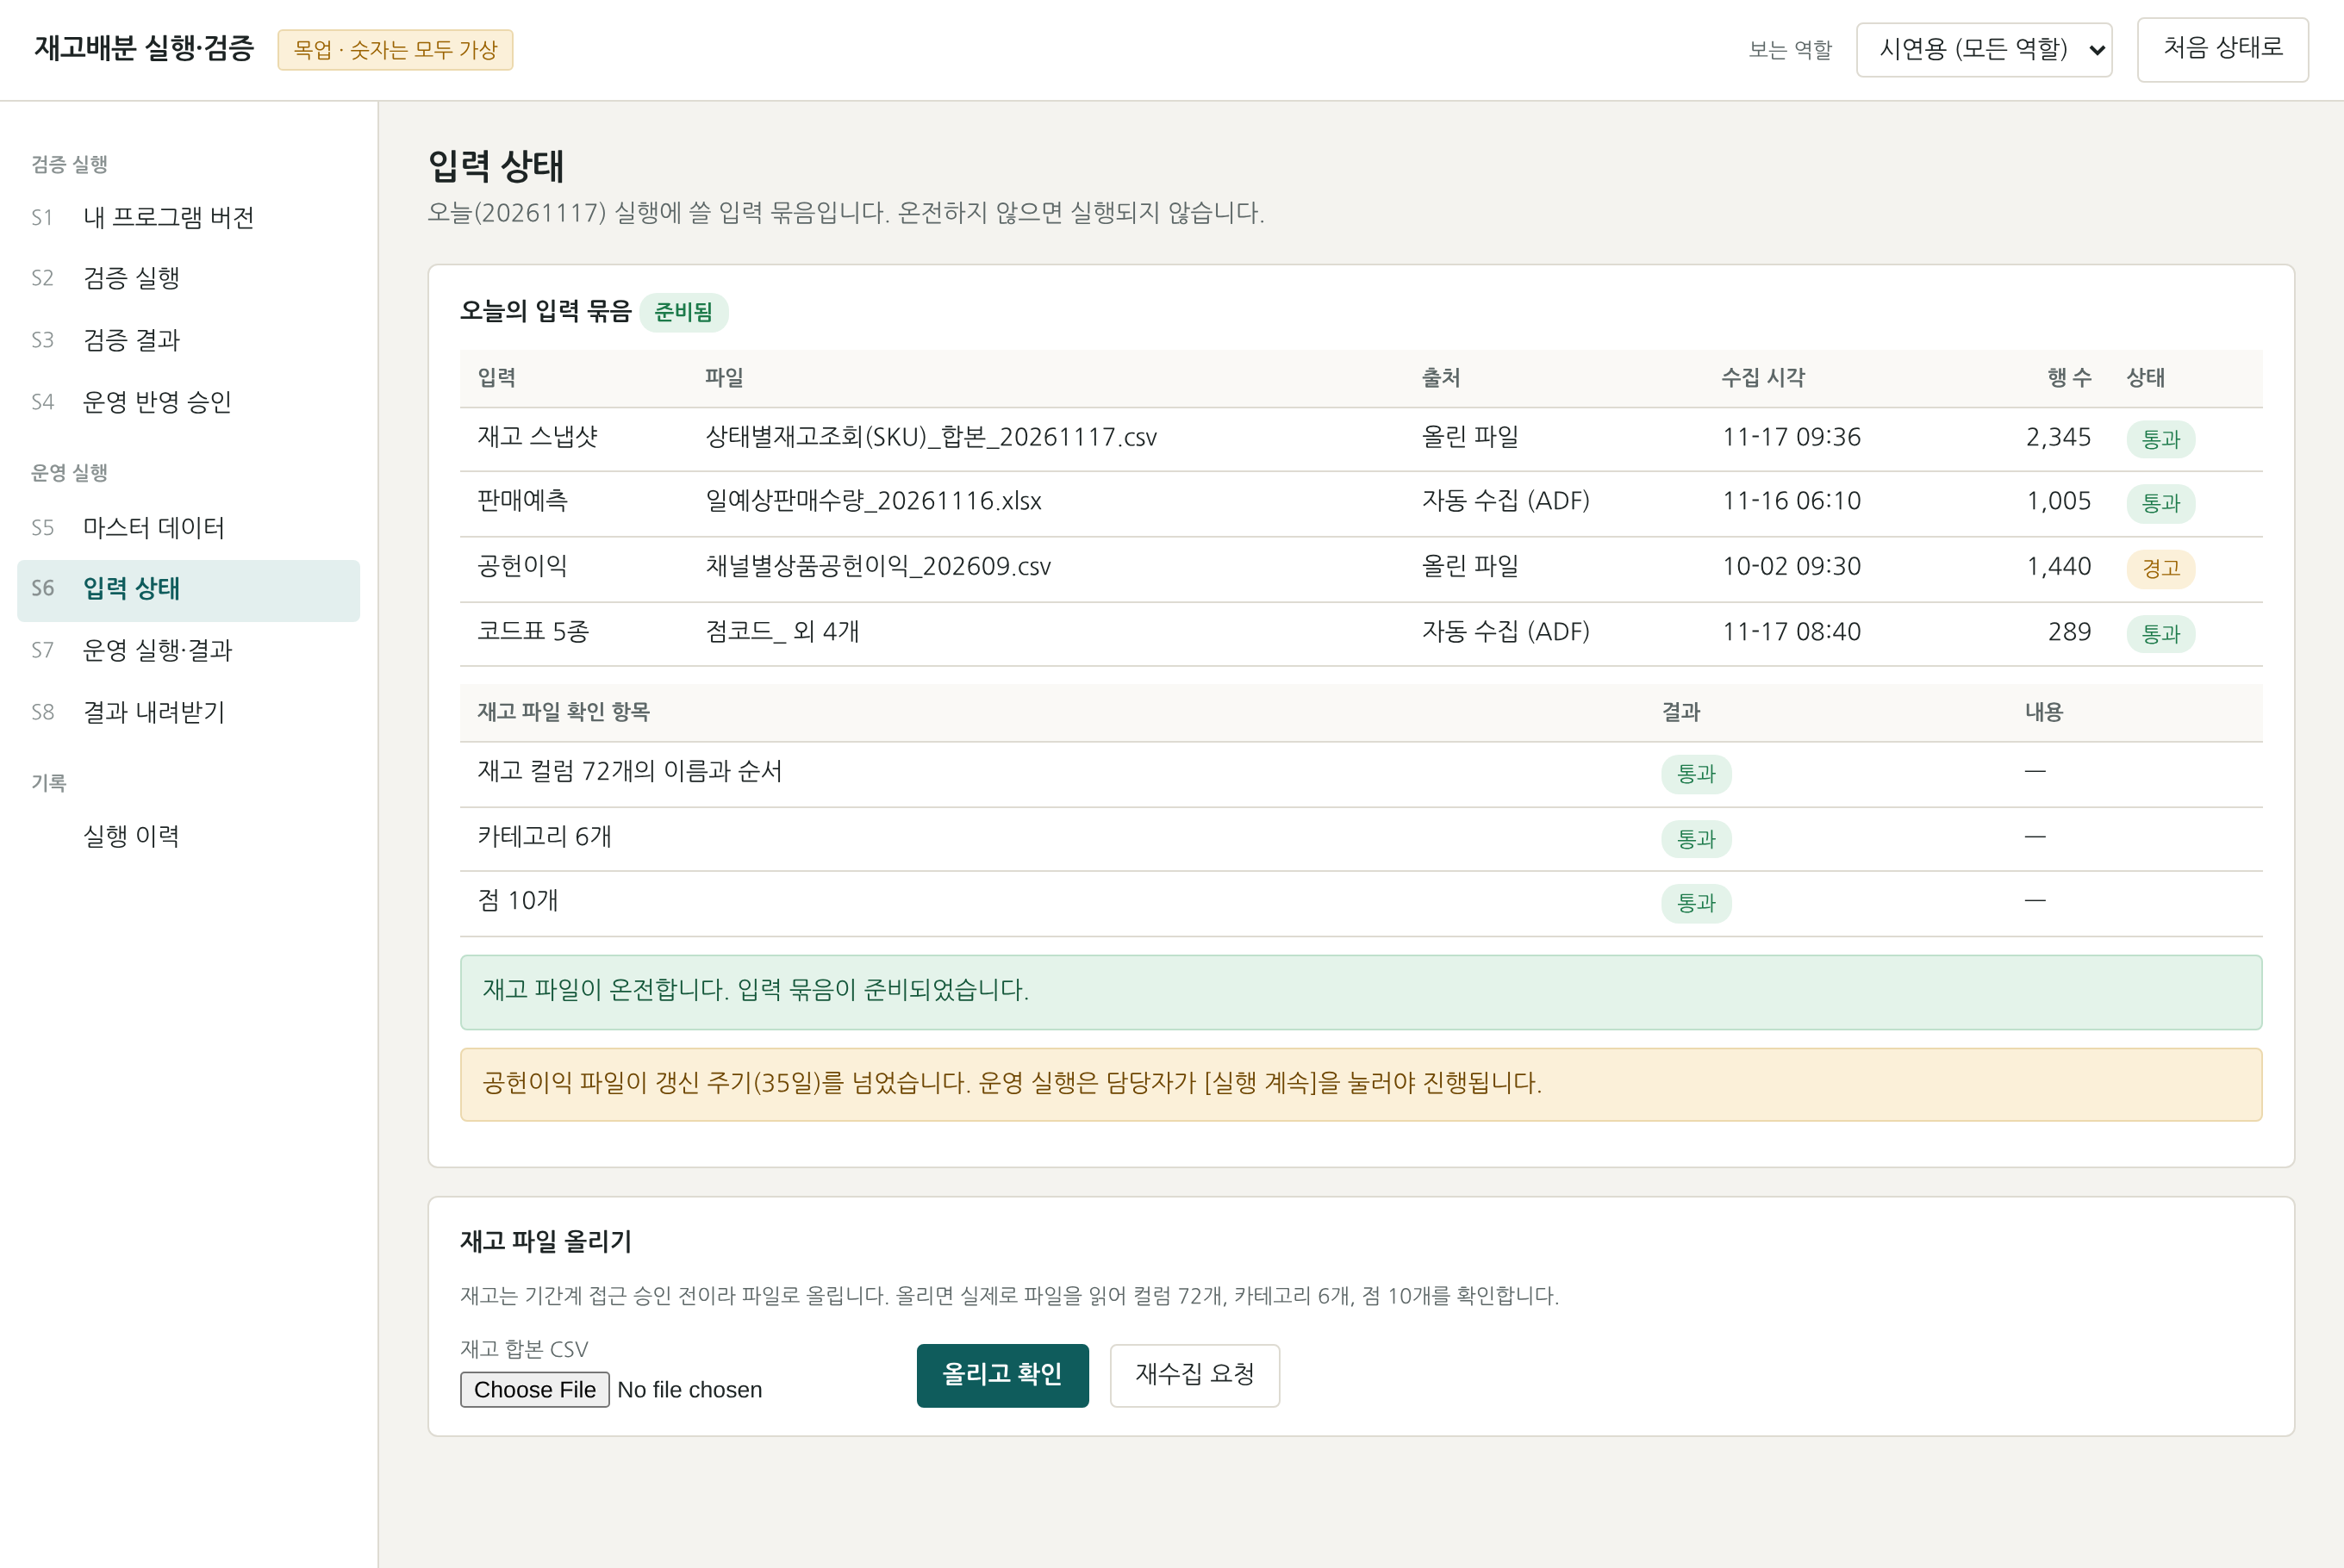 재고배분 실행·검증 목업 · 숫자는 모두 가상 보는 역할 시연용 (모든 역할) 처음 상태로
검증 실행
S1 내 프로그램 버전
S2 검증 실행
S3 검증 결과
S4 운영 반영 승인
운영 실행
S5 마스터 데이터
S6 입력 상태
S7 운영 실행·결과
S8 결과 내려받기
기록
실행 이력
입력 상태
오늘(20261117) 실행에 쓸 입력 묶음입니다. 온전하지 않으면 실행되지 않습니다.
오늘의 입력 묶음 준비됨
입력 파일 출처 수집 시각 행 수 상태
재고 스냅샷 상태별재고조회(SKU)_합본_20261117.csv 올린 파일 11-17 09:36 2,345 통과
판매예측 일예상판매수량_20261116.xlsx 자동 수집 (ADF) 11-16 06:10 1,005 통과
공헌이익 채널별상품공헌이익_202609.csv 올린 파일 10-02 09:30 1,440 경고
코드표 5종 점코드_ 외 4개 자동 수집 (ADF) 11-17 08:40 289 통과
재고 파일 확인 항목 결과 내용
재고 컬럼 72개의 이름과 순서 통과 —
카테고리 6개 통과 —
점 10개 통과 —
재고 파일이 온전합니다. 입력 묶음이 준비되었습니다.
공헌이익 파일이 갱신 주기(35일)를 넘었습니다. 운영 실행은 담당자가 [실행 계속]을 눌러야 진행됩니다.
재고 파일 올리기
재고는 기간계 접근 승인 전이라 파일로 올립니다. 올리면 실제로 파일을 읽어 컬럼 72개, 카테고리 6개, 점 10개를 확인합니다.
재고 합본 CSV
Choose File No file chosen 올리고 확인 재수집 요청